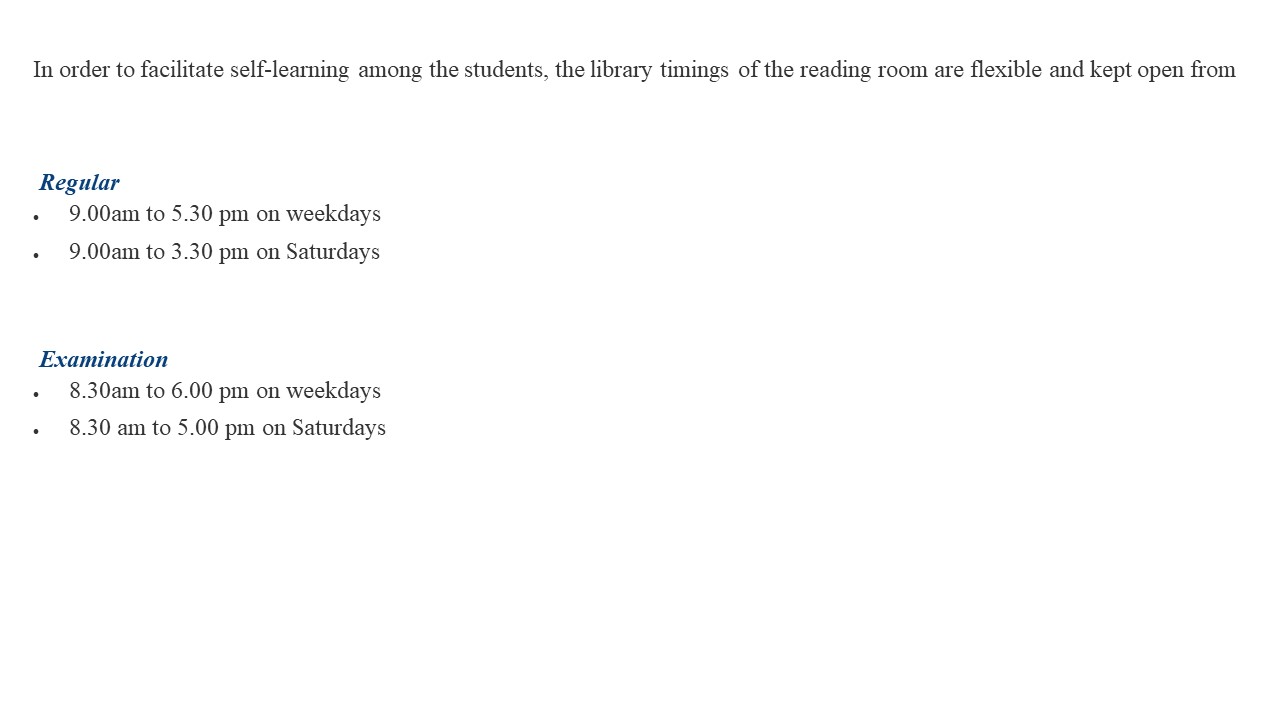 In order to facilitate self-learning among the students, the library timings of the reading room are flexible and kept open from
Regular
• 9.00am to 5.30 pm on weekdays
• 9.00am to 3.30 pm on Saturdays
Examination
• 8.30am to 6.00 pm on weekdays
• 8.30 am to 5.00 pm on Saturdays